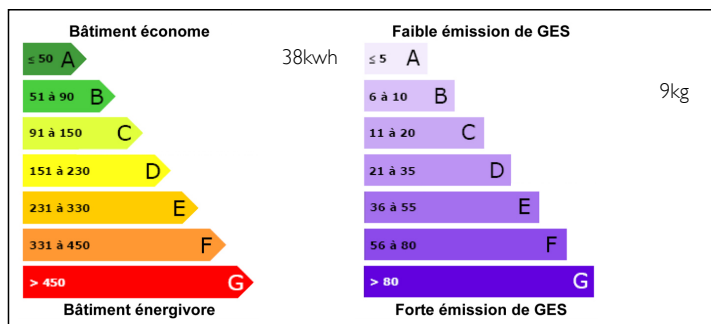 Bâtiment économe
≤ 50 A
38kwh
51 à 90 B
91 à 150 C
151 à 230 D
231 à 330 E
331 à 450 F
> 450 G
Bâtiment énergivore
Faible émission de GES
≤ 5 A
6 à 10 B
9kg
11 à 20 C
21 à 35 D
36 à 55 E
56 à 80 F
> 80 G
Forte émission de GES